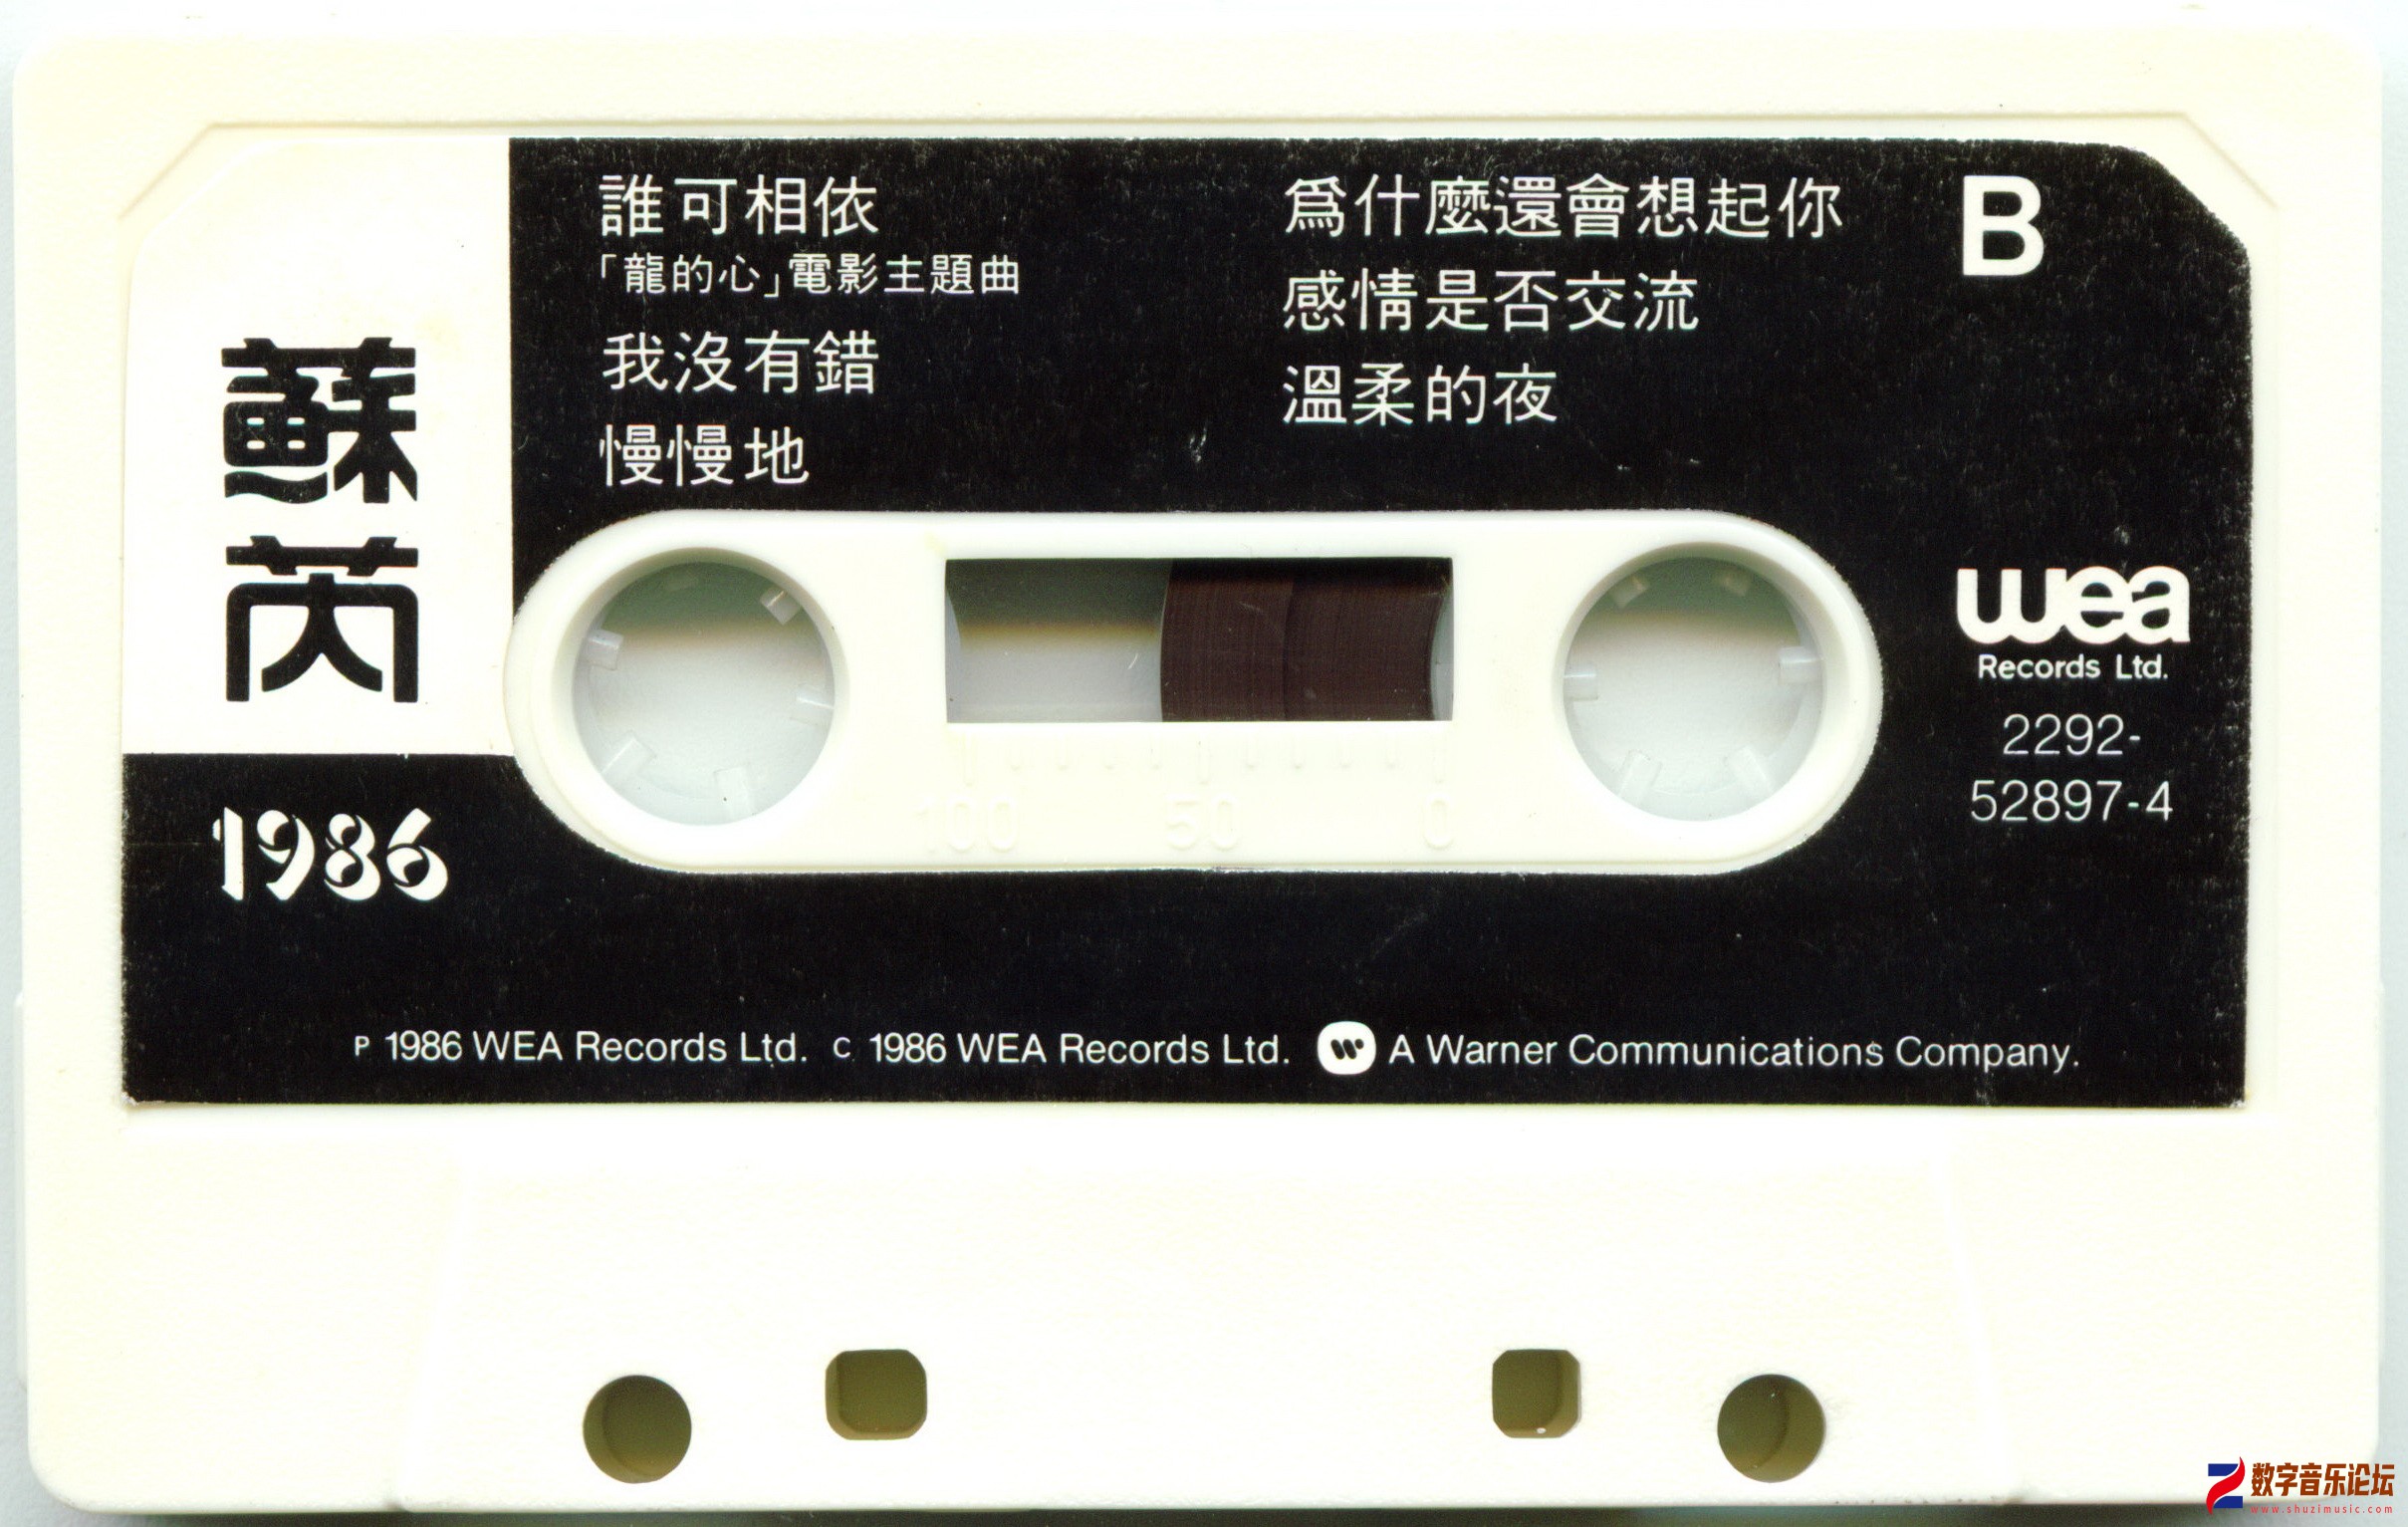 蘇芮
1986
誰可相依
「龍的心」電影主題曲
我沒有錯
慢慢地
爲什麼還會想起你
感情是否交流
溫柔的夜
B
wea
Records Ltd.
2292-
52897-4
100 50 0
P 1986 WEA Records Ltd. C 1986 WEA Records Ltd. W A Warner Communications Company.
数字音乐论坛
www.shuzimusic.com